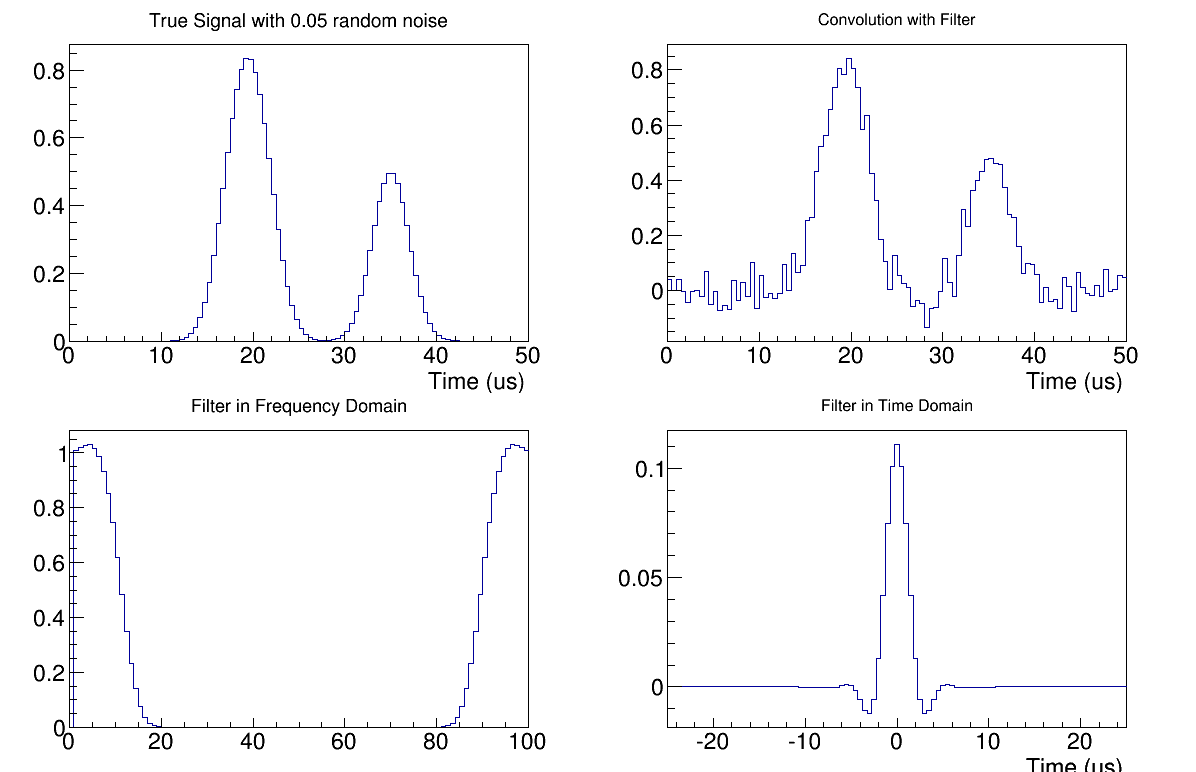 True Signal with 0.05 random noise
0.8
0.6
0.4
0.2
0
0 10 20 30 40 50
Time (us)
Convolution with Filter
0.8
0.6
0.4
0.2
0
0 10 20 30 40 50
Time (us)
Filter in Frequency Domain
1
0.8
0.6
0.4
0.2
0
0 20 40 60 80 100
Filter in Time Domain
0.1
0.05
0
-20 -10 0 10 20
Time (us)